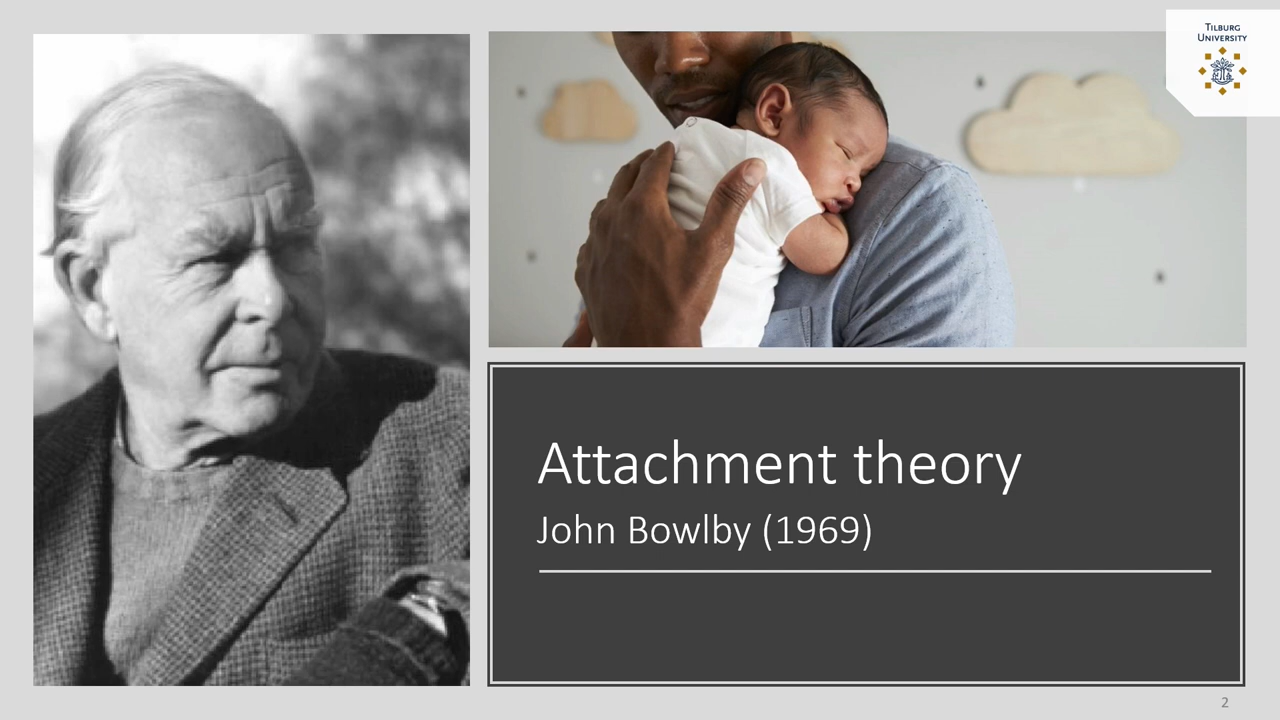 TILBURG
UNIVERSITY
Attachment theory
John Bowlby (1969)
2